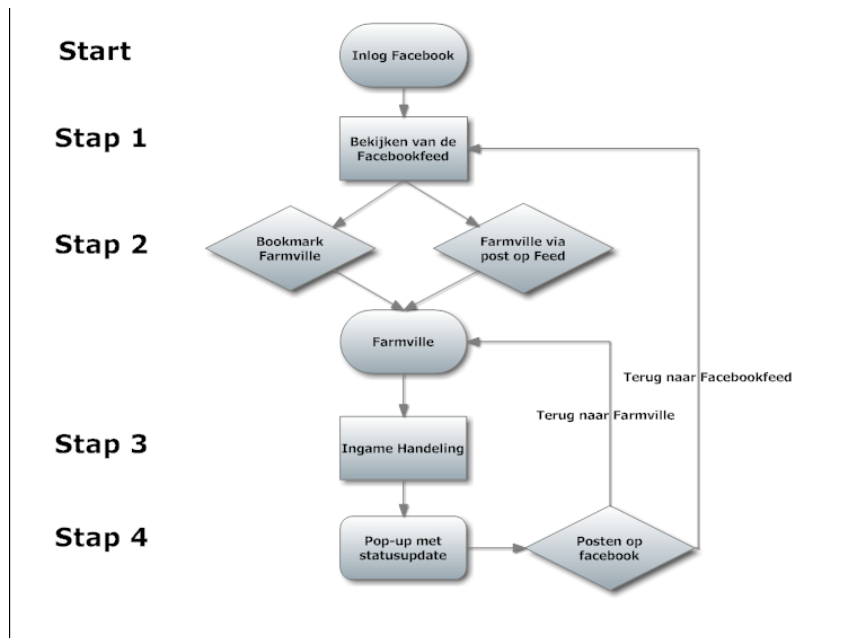 Start
Inlog Facebook
Stap 1
Bekijken van de
Facebookfeed
Stap 2
Bookmark
Farmville
Farmville via
post op Feed
Farmville
Terug naar Facebookfeed
Terug naar Farmville
Stap 3
Ingame Handeling
Stap 4
Pop-up met
statusupdate
Posten op
facebook